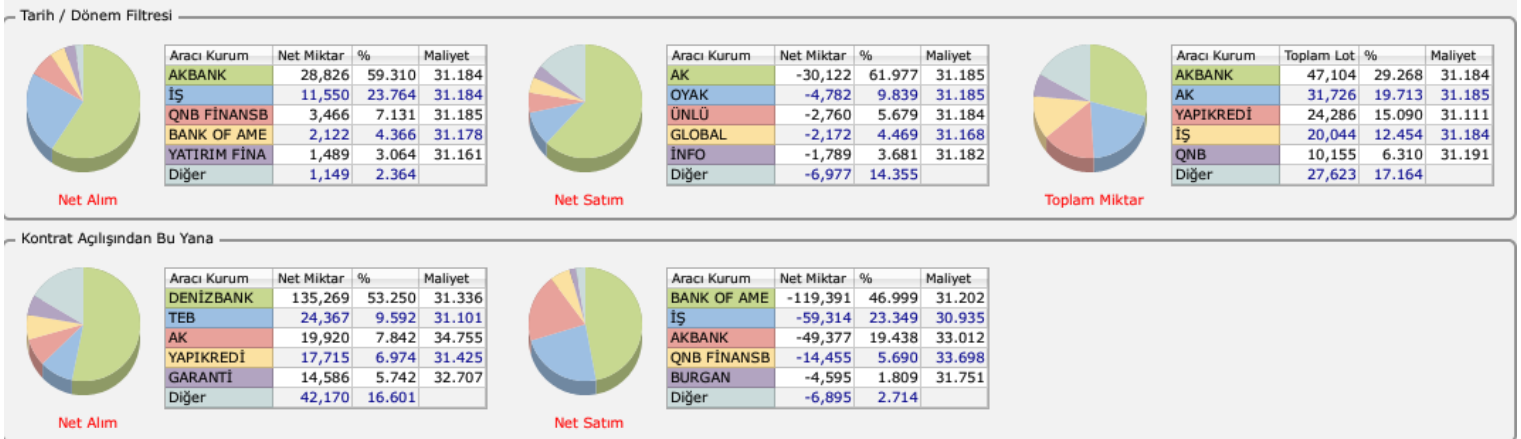 Tarih / Dönem Filtresi
Aracı Kurum Net Miktar % Maliyet
AKBANK 28,826 59.310 31.184
İŞ 11,550 23.764 31.184
QNB FİNANSB 3,466 7.131 31.185
BANK OF AME 2,122 4.366 31.178
YATIRIM FİNA 1,489 3.064 31.161
Diğer 1,149 2.364
Net Alım
Aracı Kurum Net Miktar % Maliyet
AK -30,122 61.977 31.185
OYAK -4,782 9.839 31.185
ÜNLÜ -2,760 5.679 31.184
GLOBAL -2,172 4.469 31.168
İNFO -1,789 3.681 31.182
Diğer -6,977 14.355
Net Satım
Aracı Kurum Toplam Lot % Maliyet
AKBANK 47,104 29.268 31.184
AK 31,726 19.713 31.185
YAPIKREDİ 24,286 15.090 31.111
İŞ 20,044 12.454 31.184
QNB 10,155 6.310 31.191
Diğer 27,623 17.164
Toplam Miktar
Kontrat Açılışından Bu Yana
Aracı Kurum Net Miktar % Maliyet
DENİZBANK 135,269 53.250 31.336
TEB 24,367 9.592 31.101
AK 19,920 7.842 34.755
YAPIKREDİ 17,715 6.974 31.425
GARANTİ 14,586 5.742 32.707
Diğer 42,170 16.601
Net Alım
Aracı Kurum Net Miktar % Maliyet
BANK OF AME -119,391 46.999 31.202
İŞ -59,314 23.349 30.935
AKBANK -49,377 19.438 33.012
QNB FİNANSB -14,455 5.690 33.698
BURGAN -4,595 1.809 31.751
Diğer -6,895 2.714
Net Satım